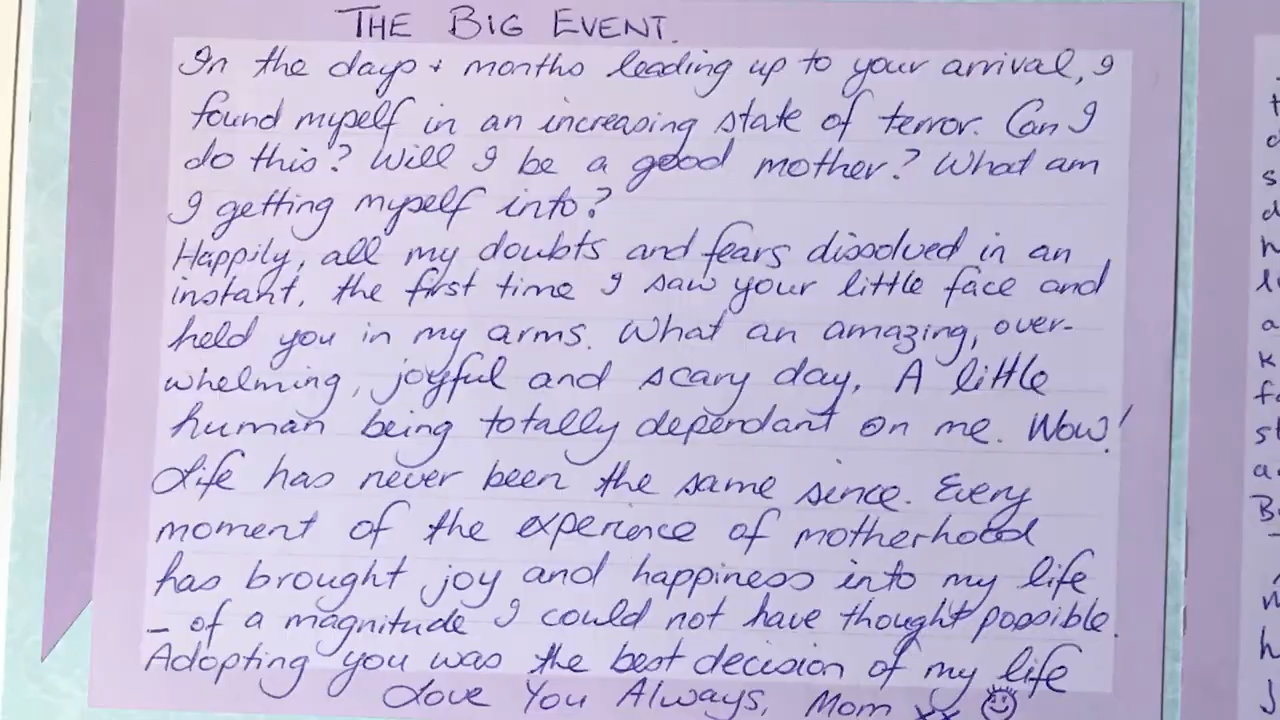 THE BIG EVENT.
In the days + months leading up to your arrival, I
found myself in an increasing state of terror. Can I
do this? Will I be a good mother? What am
I getting myself into?
Happily, all my doubts and fears dissolved in an
instant, the first time I saw your little face and
held you in my arms. What an amazing, over-
whelming, joyful and scary day. A little
human being totally dependant on me. Wow!
Life has never been the same since. Every
moment of the experience of motherhood
has brought joy and happiness into my life
– of a magnitude I could not have thought possible.
Adopting you was the best decision of my life
Love You Always, Mom xx